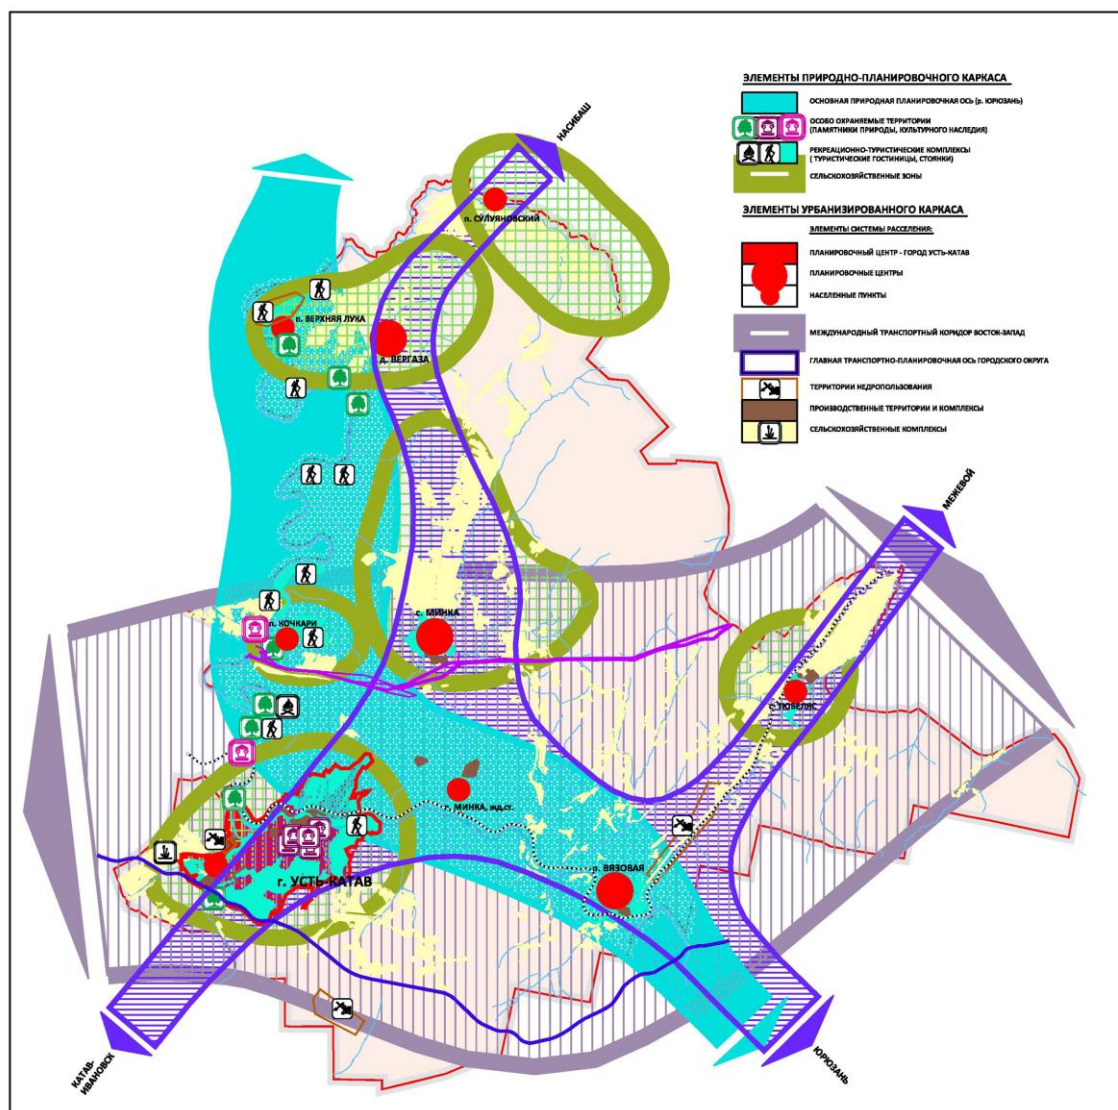 ЭЛЕМЕНТЫ ПРИРОДНО-ПЛАНИРОВОЧНОГО КАРКАСА
ОСНОВНАЯ ПРИРОДНАЯ ПЛАНИРОВОЧНАЯ ОСЬ (р. ЮРЮЗАНЬ)
ОСОБО ОХРАНЯЕМЫЕ ТЕРРИТОРИИ
(ПАМЯТНИКИ ПРИРОДЫ, КУЛЬТУРНОГО НАСЛЕДИЯ)
РЕКРЕАЦИОННО-ТУРИСТИЧЕСКИЕ КОМПЛЕКСЫ
( ТУРИСТИЧЕСКИЕ ГОСТИНИЦЫ, СТОЯНКИ)
СЕЛЬСКОХОЗЯЙСТВЕННЫЕ ЗОНЫ
ЭЛЕМЕНТЫ УРБАНИЗИРОВАННОГО КАРКАСА
ЭЛЕМЕНТЫ СИСТЕМЫ РАССЕЛЕНИЯ:
ПЛАНИРОВОЧНЫЙ ЦЕНТР - ГОРОД УСТЬ-КАТАВ
ПЛАНИРОВОЧНЫЕ ЦЕНТРЫ
НАСЕЛЕННЫЕ ПУНКТЫ
МЕЖДУНАРОДНЫЙ ТРАНСПОРТНЫЙ КОРИДОР ВОСТОК-ЗАПАД
ГЛАВНАЯ ТРАНСПОРТНО-ПЛАНИРОВОЧНАЯ ОСЬ ГОРОДСКОГО ОКРУГА
ТЕРРИТОРИИ НЕДРОПОЛЬЗОВАНИЯ
ПРОИЗВОДСТВЕННЫЕ ТЕРРИТОРИИ И КОМПЛЕКСЫ
СЕЛЬСКОХОЗЯЙСТВЕННЫЕ КОМПЛЕКСЫ
НАСИБАШ
п. СУЛУЯНОВСКИЙ
п. ВЕРХНЯЯ ЛУКА
д. ВЕРГАЗА
МЕЖЕВОЙ
с. МИНКА
п. КОЧКАРИ
с. ТЮБЕЛЯС
МИНКА, жд.ст.
п. ВЯЗОВАЯ
г. УСТЬ-КАТАВ
КАТАВ-
ИВАНОВСК
ЮРЮЗАНЬ